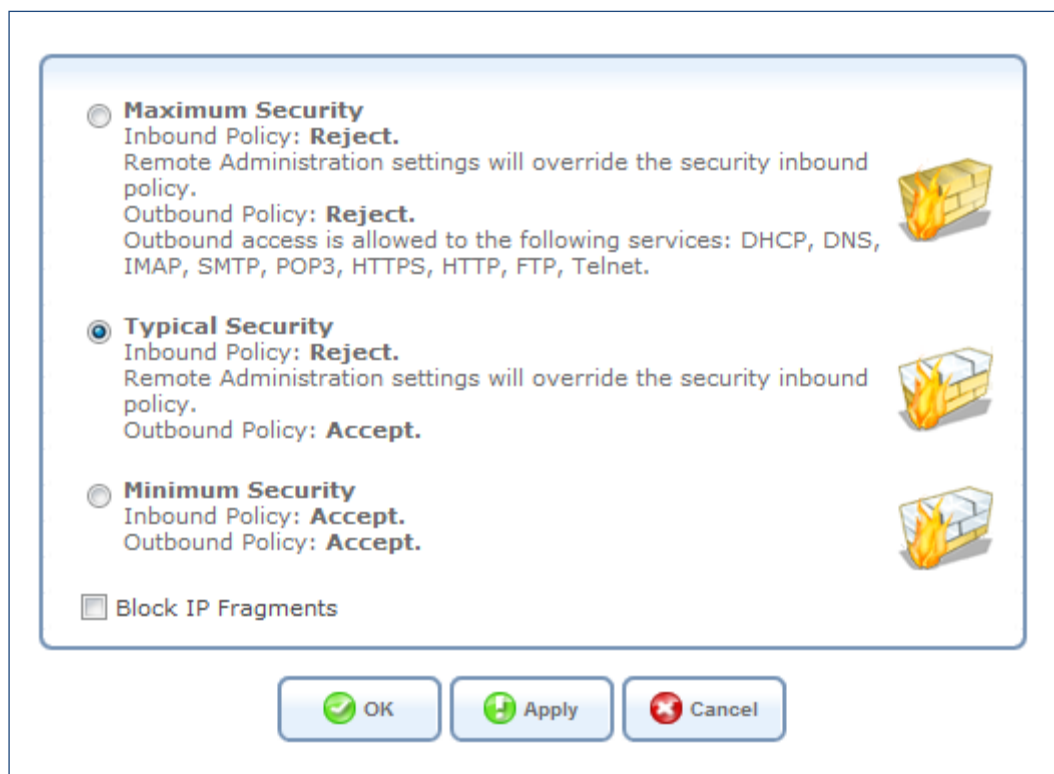 Maximum Security
Inbound Policy: Reject.
Remote Administration settings will override the security inbound
policy.
Outbound Policy: Reject.
Outbound access is allowed to the following services: DHCP, DNS,
IMAP, SMTP, POP3, HTTPS, HTTP, FTP, Telnet.
Typical Security
Inbound Policy: Reject.
Remote Administration settings will override the security inbound
policy.
Outbound Policy: Accept.
Minimum Security
Inbound Policy: Accept.
Outbound Policy: Accept.
Block IP Fragments
OK
Apply
Cancel